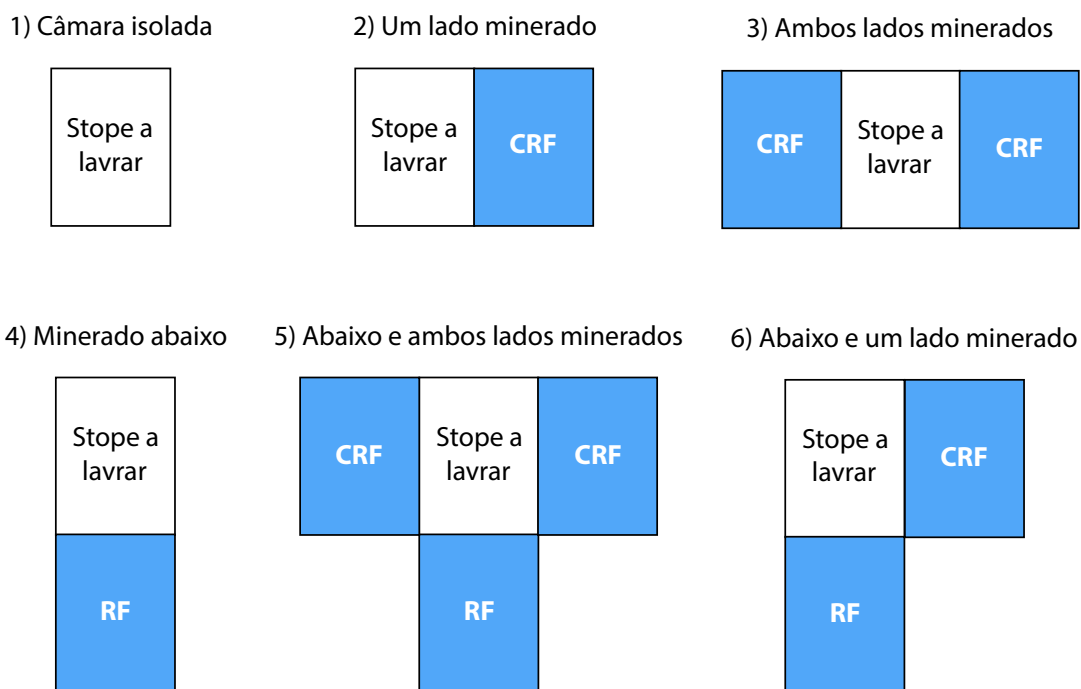 1) Câmara isolada
2) Um lado minerado
3) Ambos lados minerados
Stope a
lavrar
Stope a
lavrar
CRF
CRF
Stope a
lavrar
CRF
4) Minerado abaixo
5) Abaixo e ambos lados minerados
6) Abaixo e um lado minerado
Stope a
lavrar
RF
CRF
Stope a
lavrar
CRF
RF
Stope a
lavrar
CRF
RF